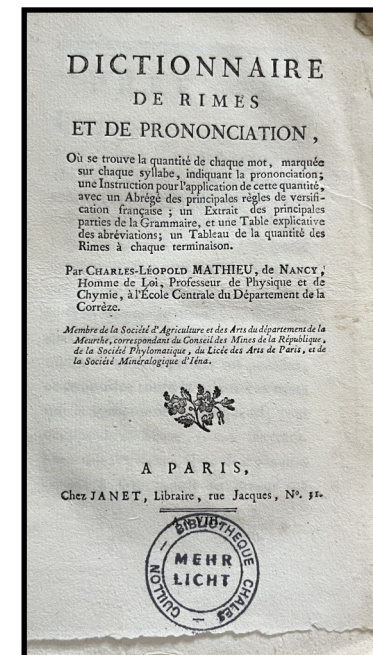 DICTIONNAIRE
DE RIMES
ET DE PRONONCIATION,
Où se trouve la quantité de chaque mot, marquée
sur chaque syllabe, indiquant la prononciation;
une Instruction pour l'application de cette quantité,
avec un Abrégé des principales règles de versifi-
cation française; un Extrait des principales
parties de la Grammaire, et une Table explicative
des abréviations; un Tableau de la quantité des
Rimes à chaque terminaison.
Par CHARLES-LÉOPOLD MATHIEU, de NANCY,
Homme de Loi, Professeur de Physique et de
Chymie, à l'École Centrale du Département de la
Corrèze.
Membre de la Société d'Agriculture et des Arts du département de la
Meurthe, correspondant du Conseil des Mines de la République,
de la Société Phylomatique, du Licée des Arts de Paris, et de
la Société Minéralogique d'Iéna.
A PARIS,
Chez JANET, Libraire, rue Jacques, N°. 31.
VIII.
BIBLIOTHEQUE CHARLES
GUILLON
MEHR
LICHT